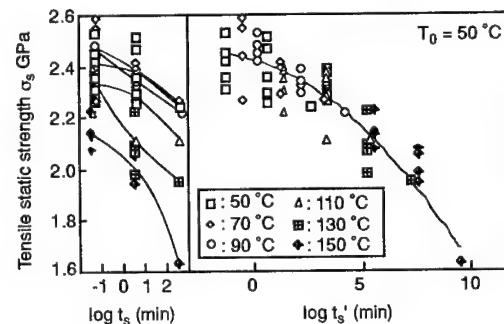 Tensile static strength σs GPa
2.6
2.4
2.2
2.0
1.8
1.6
-1 0 1 2
log ts (min)
T0 = 50 °C
: 50 °C
: 70 °C
: 90 °C
: 110 °C
: 130 °C
: 150 °C
0 5 10
log ts' (min)